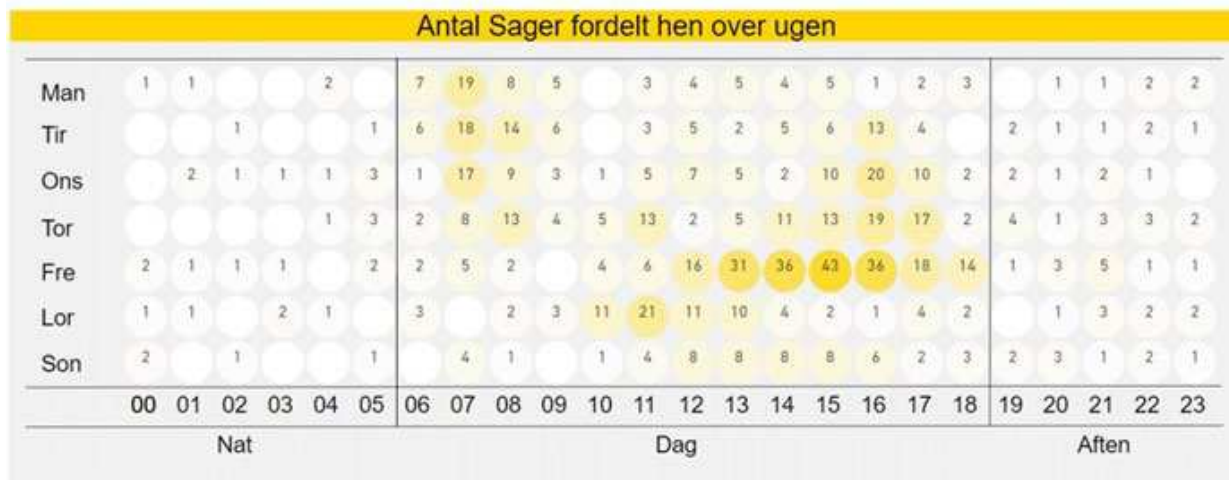 Antal Sager fordelt hen over ugen
Man 1 1 2 7 19 8 5 3 4 5 4 5 1 2 3 1 1 2 2
Tir 1 1 6 18 14 6 3 5 2 5 6 13 4 2 1 1 2 1
Ons 2 1 1 1 3 1 17 9 3 1 5 7 5 2 10 20 10 2 2 1 2 1
Tor 1 3 2 8 13 4 5 13 2 5 11 13 19 17 2 4 1 3 3 2
Fre 2 1 1 1 2 2 5 2 4 6 16 31 36 43 36 18 14 1 3 5 1 1
Lor 1 1 2 1 3 2 3 11 21 11 10 4 2 1 4 2 1 3 2 2
Son 2 1 1 4 1 1 4 8 8 8 8 6 2 3 2 3 1 2 1
00 01 02 03 04 05 06 07 08 09 10 11 12 13 14 15 16 17 18 19 20 21 22 23
Nat Dag Aften